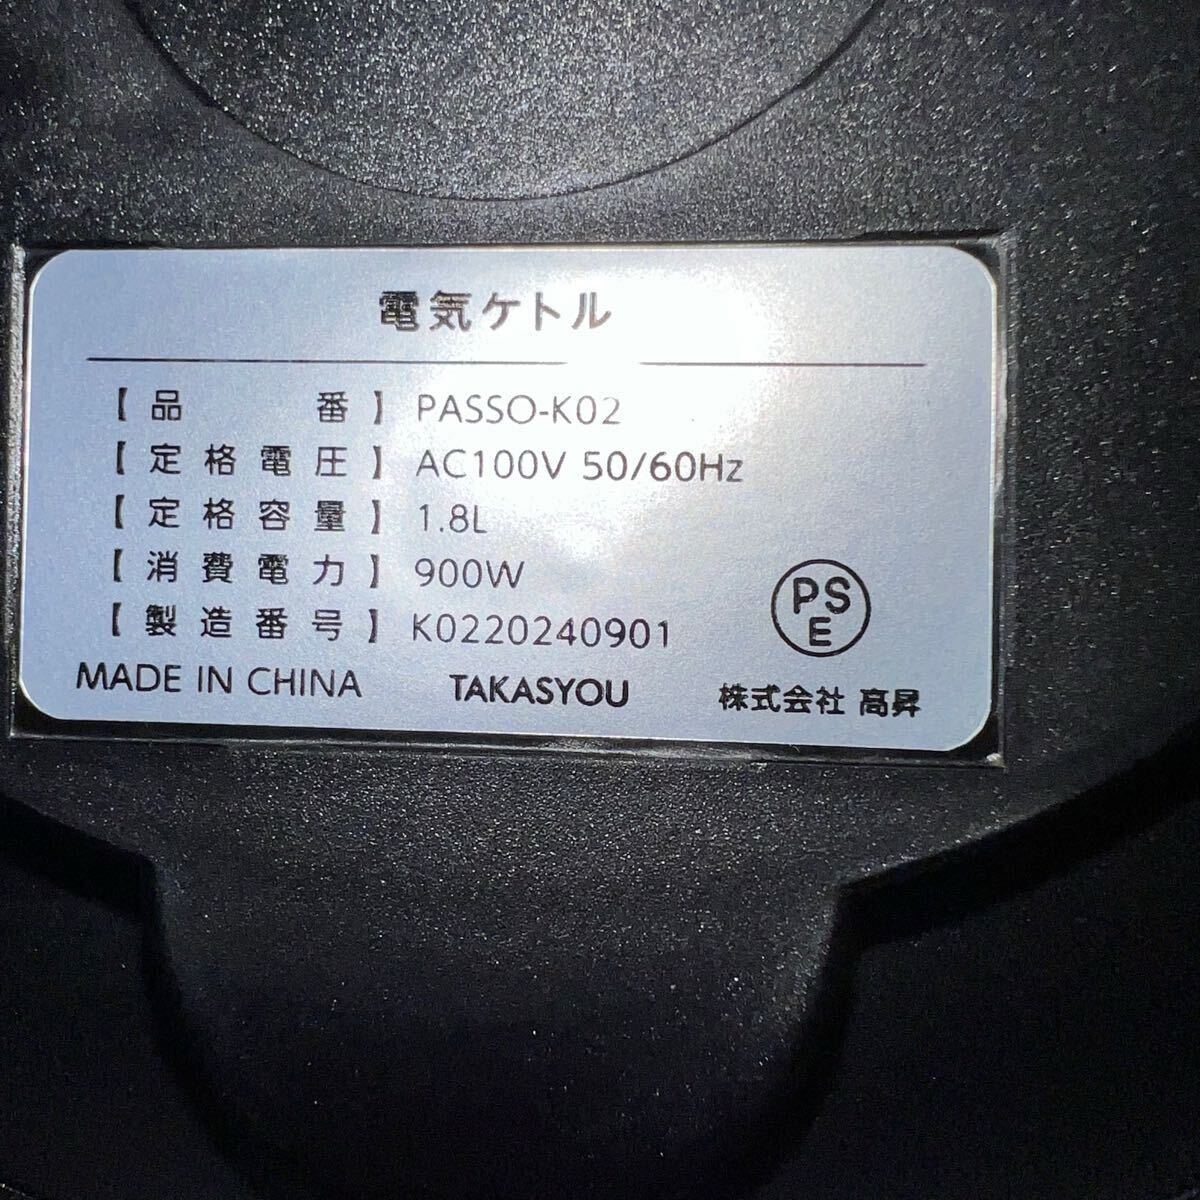 電気ケトル
【品番】 PASSO-K02
【定格電圧】 AC100V 50/60Hz
【定格容量】 1.8L
【消費電力】 900W
【製造番号】 K0220240901
PS
E
MADE IN CHINA TAKASYOU 株式会社 高昇